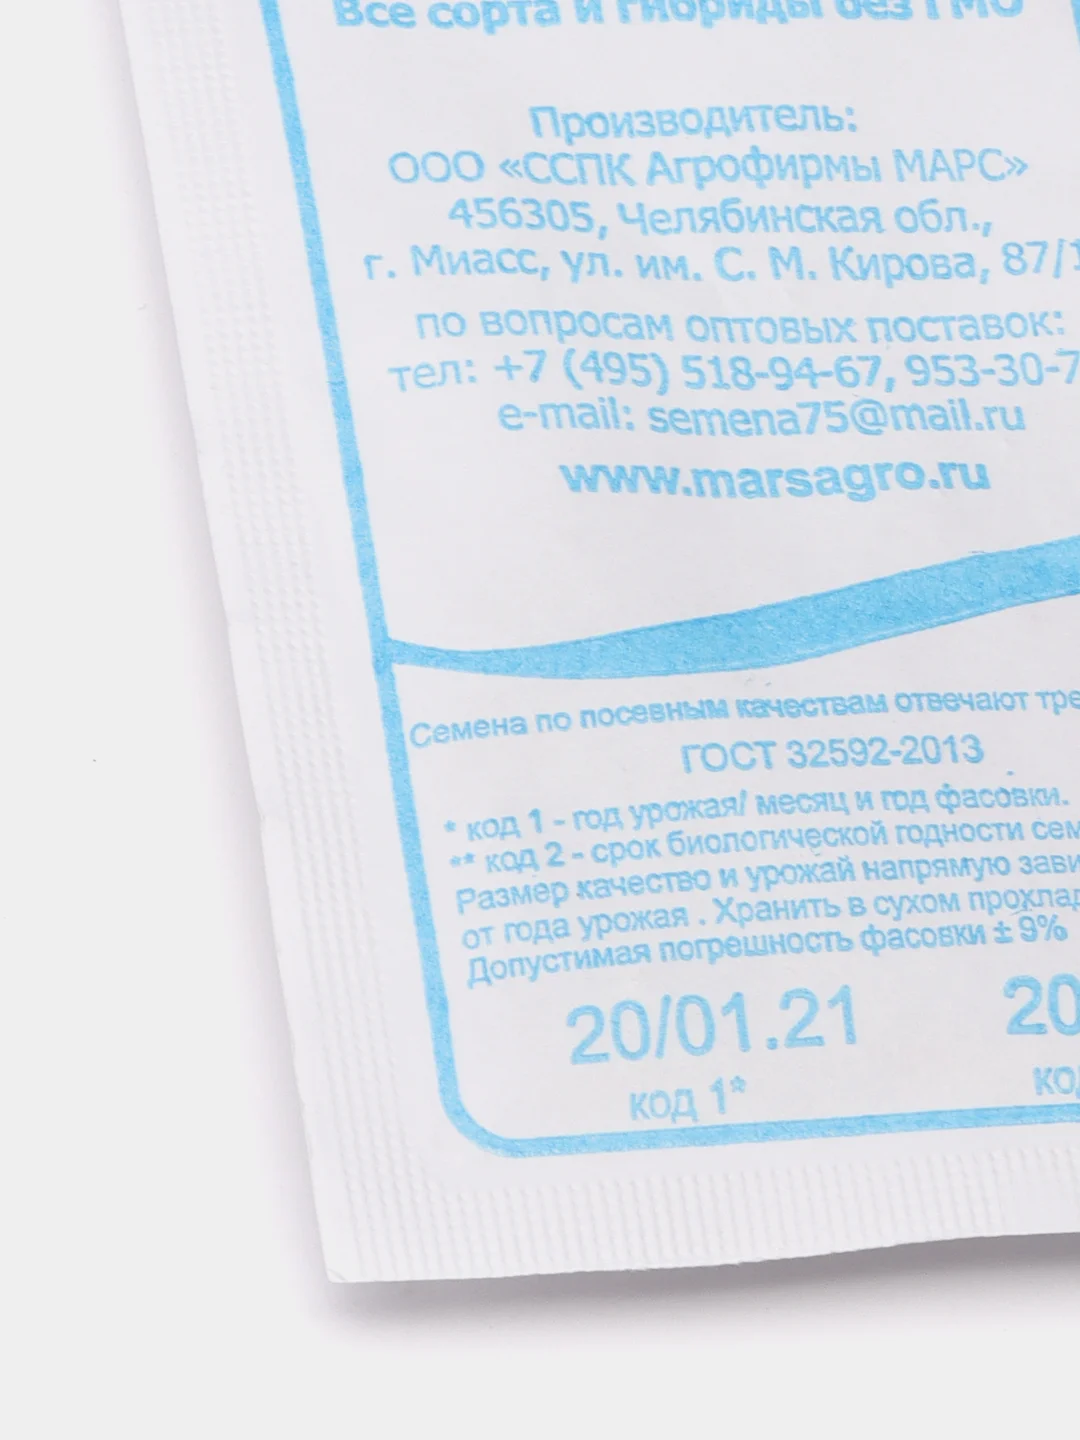 Все сорта и гибриды без ГМО
Производитель:
ООО «ССПК Агрофирмы МАРС»
456305, Челябинская обл.,
г. Миасс, ул. им. С. М. Кирова, 87/1
по вопросам оптовых поставок:
тел: +7 (495) 518-94-67, 953-30-7
e-mail: semena75@mail.ru
www.marsagro.ru
Семена по посевным качествам отвечают тре
ГОСТ 32592-2013
* код 1 - год урожая/ месяц и год фасовки.
** код 2 - срок биологической годности сем
Размер качество и урожай напрямую зави
от года урожая . Хранить в сухом прохлад
Допустимая погрешность фасовки ± 9%
20/01.21 20
код 1* ко